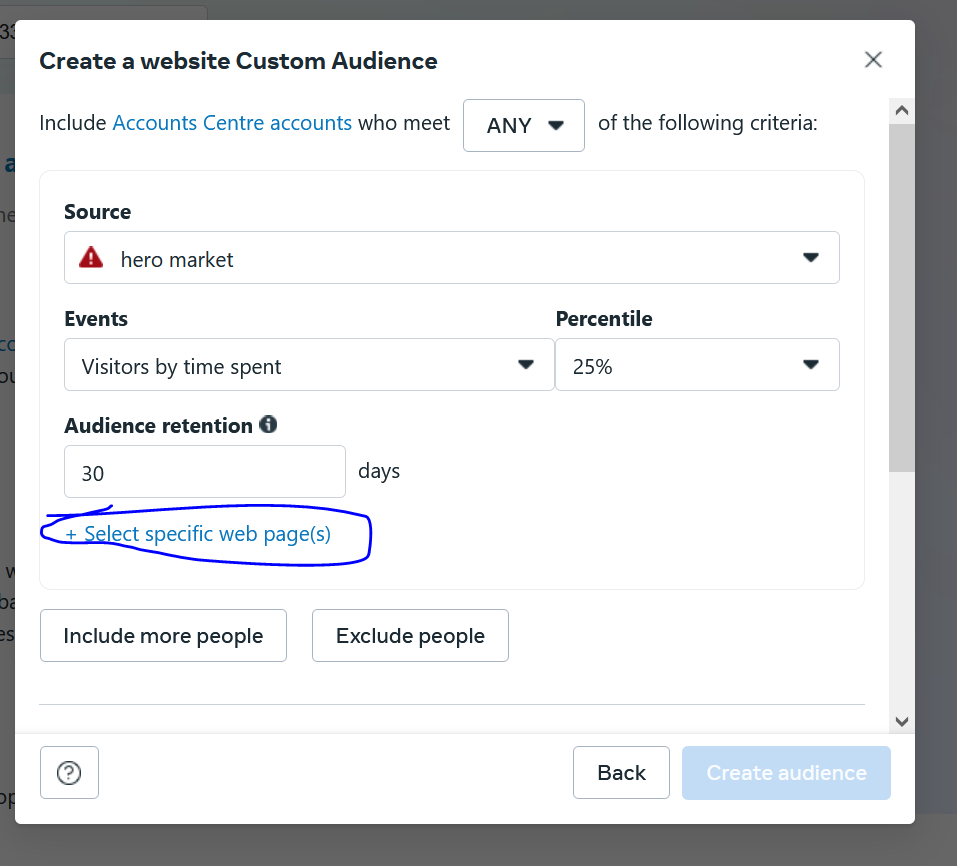 Create a website Custom Audience
Include Accounts Centre accounts who meet ANY of the following criteria:
Source
hero market
Events Percentile
Visitors by time spent 25%
Audience retention
30 days
+ Select specific web page(s)
Include more people Exclude people
Back Create audience